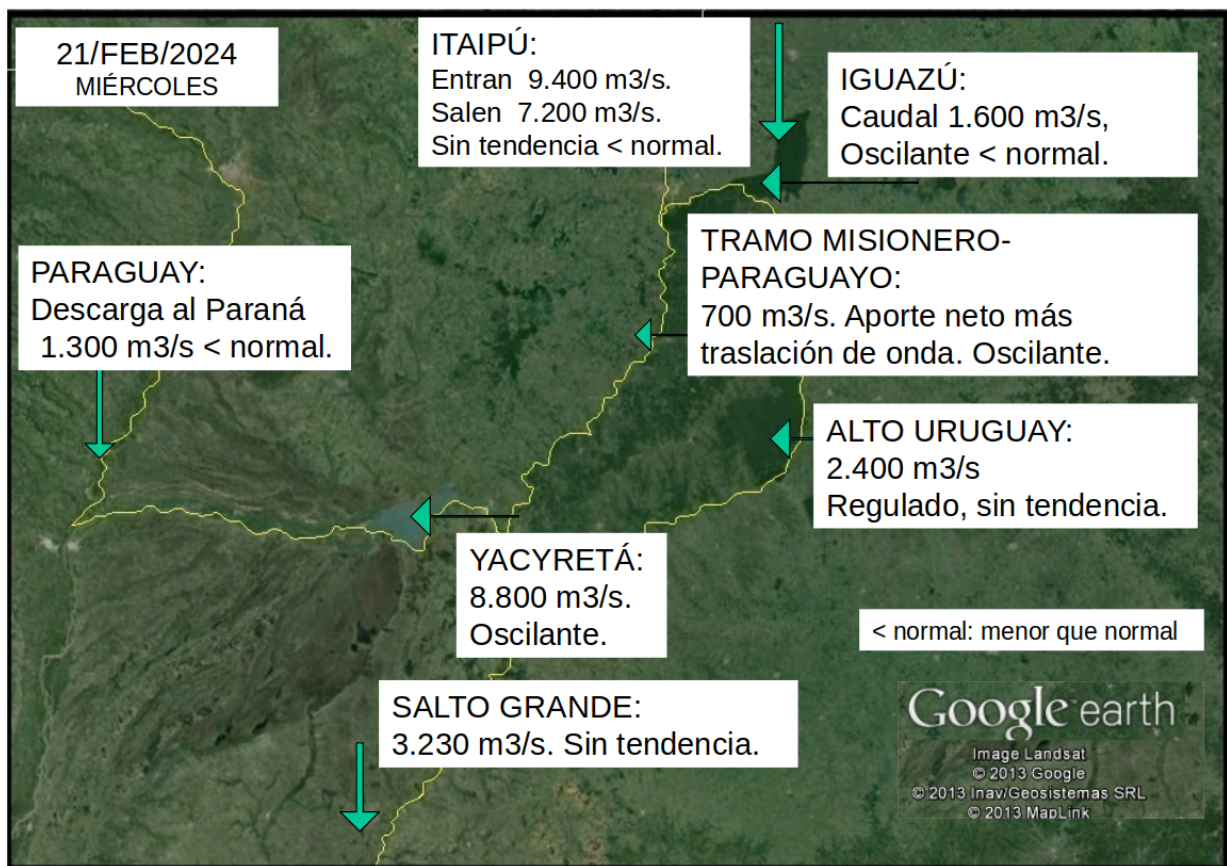 21/FEB/2024
MIÉRCOLES
ITAIPÚ:
Entran 9.400 m3/s.
Salen 7.200 m3/s.
Sin tendencia < normal.
IGUAZÚ:
Caudal 1.600 m3/s,
Oscilante < normal.
TRAMO MISIONERO-
PARAGUAYO:
700 m3/s. Aporte neto más
traslación de onda. Oscilante.
PARAGUAY:
Descarga al Paraná
1.300 m3/s < normal.
ALTO URUGUAY:
2.400 m3/s
Regulado, sin tendencia.
YACYRETÁ:
8.800 m3/s.
Oscilante.
< normal: menor que normal
SALTO GRANDE:
3.230 m3/s. Sin tendencia.
Google earth
Image Landsat
© 2013 Google
© 2013 Inav/Geosistemas SRL
© 2013 MapLink